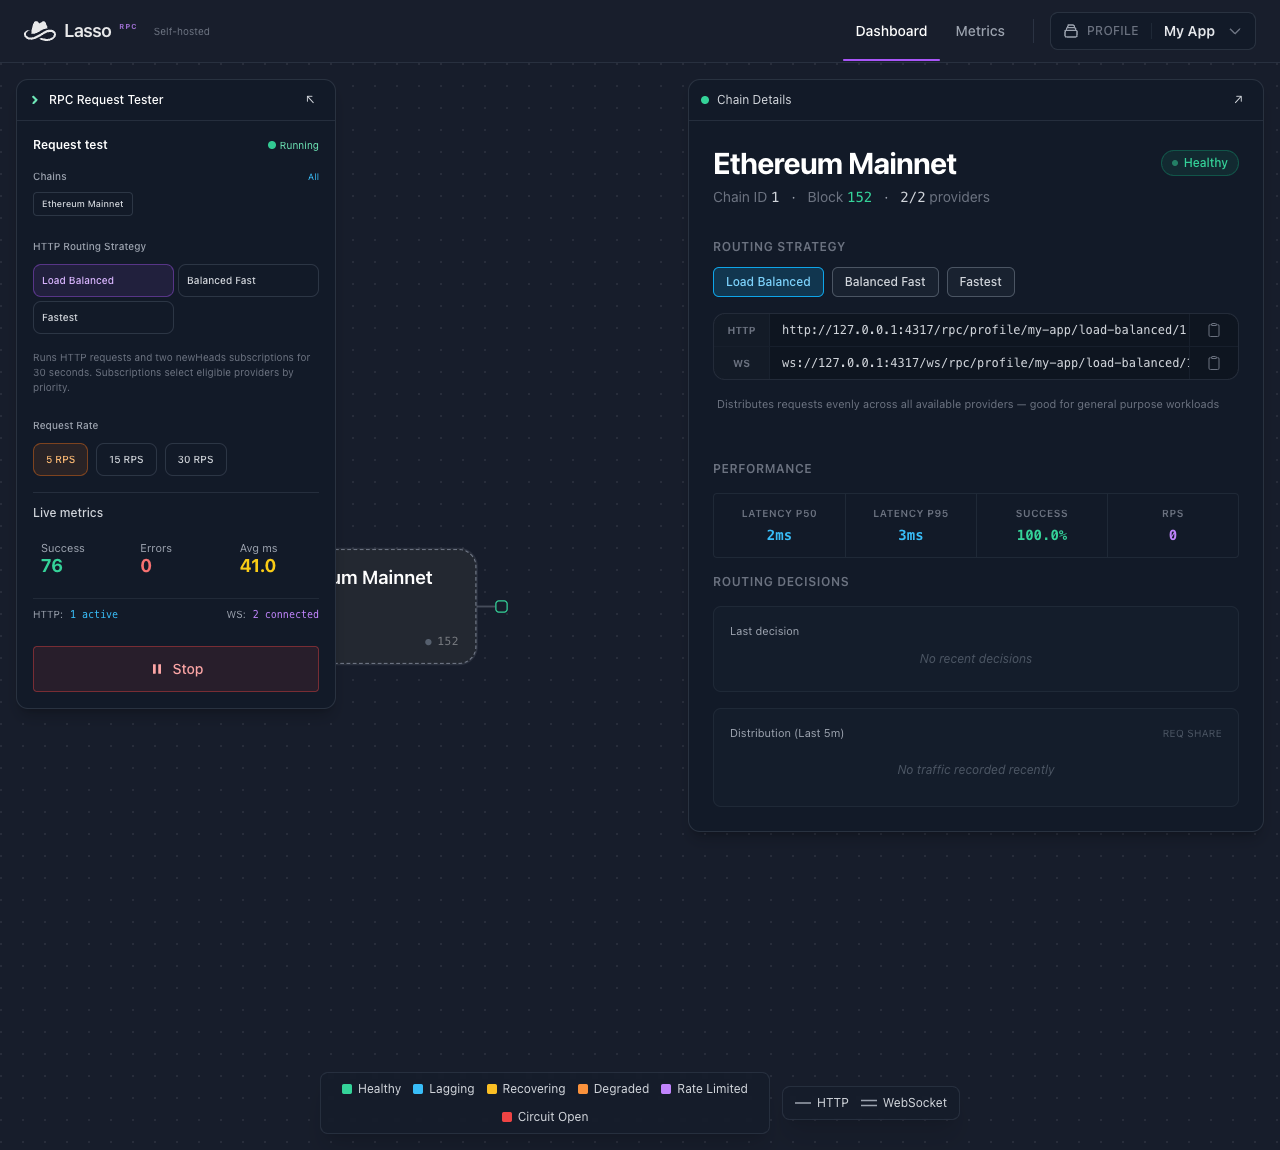 Lasso RPC Self-hosted
Dashboard
Metrics
PROFILE My App
RPC Request Tester
Request test
Running
Chains
All
Ethereum Mainnet
HTTP Routing Strategy
Load Balanced
Balanced Fast
Fastest
Runs HTTP requests and two newHeads subscriptions for
30 seconds. Subscriptions select eligible providers by
priority.
Request Rate
5 RPS
15 RPS
30 RPS
Live metrics
Success
Errors
Avg ms
76
0
41.0
HTTP: 1 active
WS: 2 connected
Stop
um Mainnet
152
Chain Details
Ethereum Mainnet
Healthy
Chain ID 1 · Block 152 · 2/2 providers
ROUTING STRATEGY
Load Balanced
Balanced Fast
Fastest
HTTP http://127.0.0.1:4317/rpc/profile/my-app/load-balanced/1
WS ws://127.0.0.1:4317/ws/rpc/profile/my-app/load-balanced/
Distributes requests evenly across all available providers — good for general purpose workloads
PERFORMANCE
LATENCY P50
LATENCY P95
SUCCESS
RPS
2ms
3ms
100.0%
0
ROUTING DECISIONS
Last decision
No recent decisions
Distribution (Last 5m)
REQ SHARE
No traffic recorded recently
Healthy
Lagging
Recovering
Degraded
Rate Limited
Circuit Open
HTTP
WebSocket